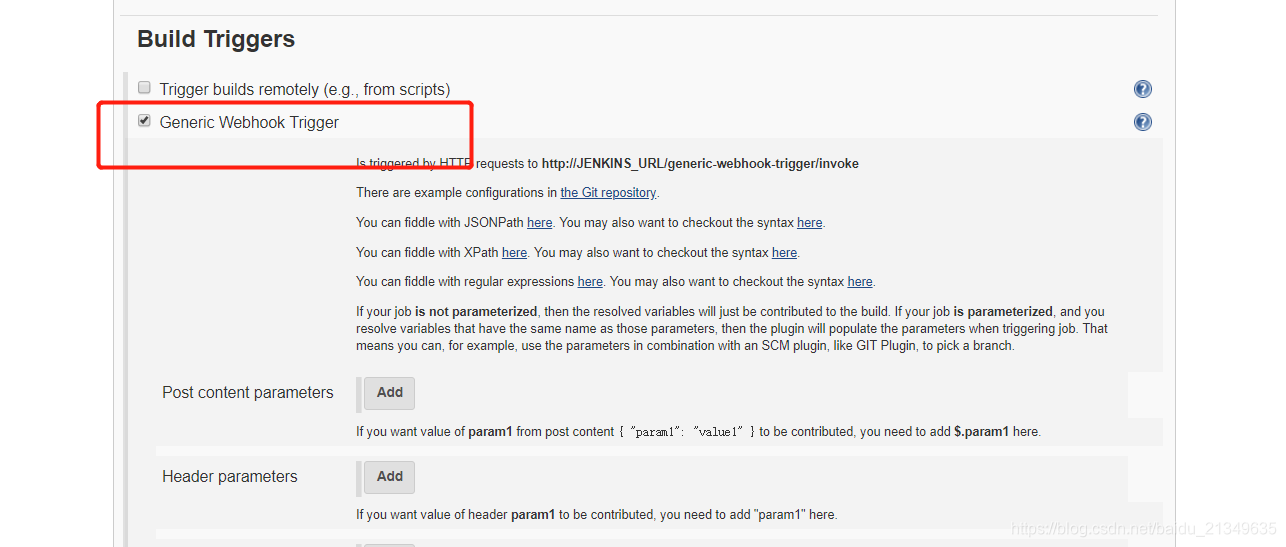 Build Triggers
Trigger builds remotely (e.g., from scripts)
Generic Webhook Trigger
Is triggered by HTTP requests to http://JENKINS_URL/generic-webhook-trigger/invoke
There are example configurations in the Git repository.
You can fiddle with JSONPath here. You may also want to checkout the syntax here.
You can fiddle with XPath here. You may also want to checkout the syntax here.
You can fiddle with regular expressions here. You may also want to checkout the syntax here.
If your job is not parameterized, then the resolved variables will just be contributed to the build. If your job is parameterized, and you
resolve variables that have the same name as those parameters, then the plugin will populate the parameters when triggering job. That
means you can, for example, use the parameters in combination with an SCM plugin, like GIT Plugin, to pick a branch.
Post content parameters
Add
If you want value of param1 from post content { "param1": "value1" } to be contributed, you need to add $.param1 here.
Header parameters
Add
If you want value of header param1 to be contributed, you need to add "param1" here.
https://blog.csdn.net/baidu_21349635